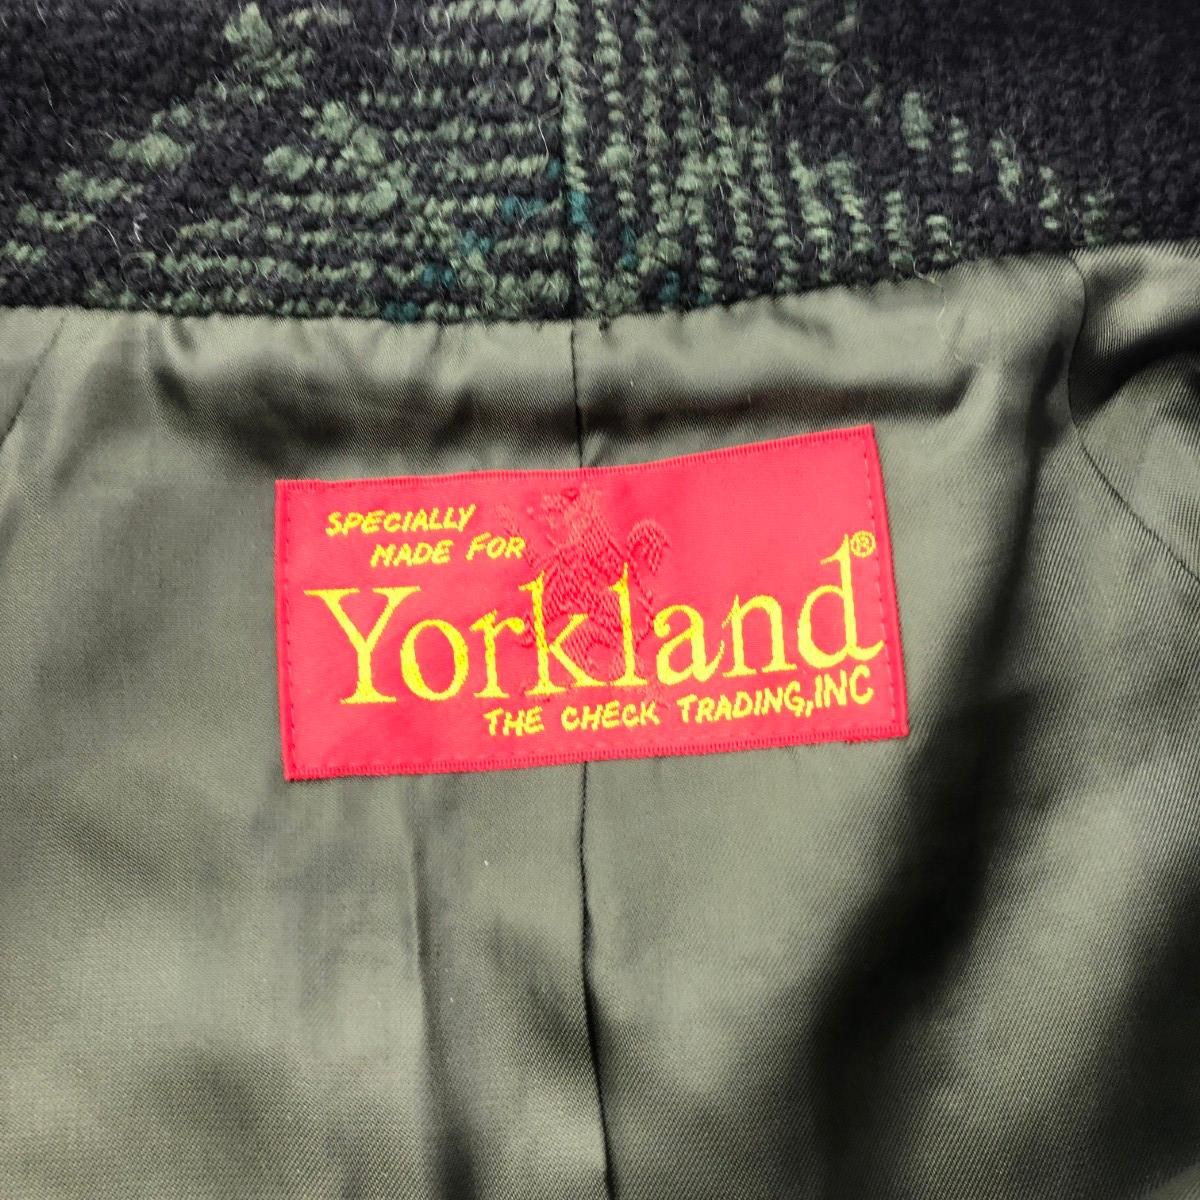 SPECIALLY
MADE FOR
Yorkland®
THE CHECK TRADING,INC